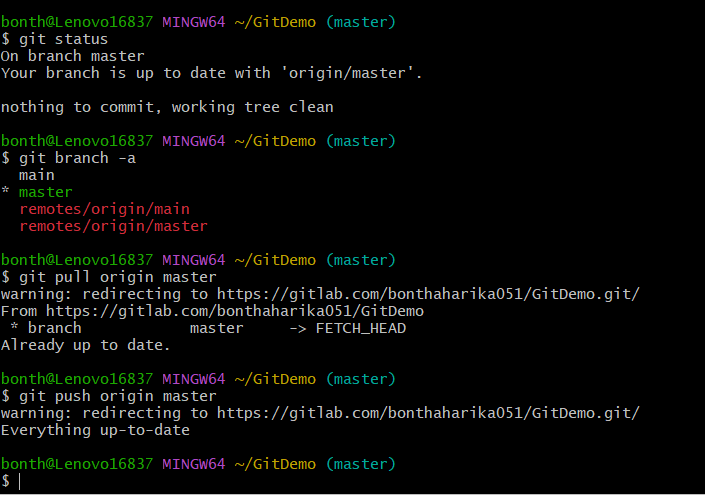 bonth@Lenovo16837 MINGW64 ~/GitDemo (master)
$ git status
On branch master
Your branch is up to date with 'origin/master'.
nothing to commit, working tree clean
bonth@Lenovo16837 MINGW64 ~/GitDemo (master)
$ git branch -a
  main
* master
  remotes/origin/main
  remotes/origin/master
bonth@Lenovo16837 MINGW64 ~/GitDemo (master)
$ git pull origin master
warning: redirecting to https://gitlab.com/bonthaharika051/GitDemo.git/
From https://gitlab.com/bonthaharika051/GitDemo
 * branch            master     -> FETCH_HEAD
Already up to date.
bonth@Lenovo16837 MINGW64 ~/GitDemo (master)
$ git push origin master
warning: redirecting to https://gitlab.com/bonthaharika051/GitDemo.git/
Everything up-to-date
bonth@Lenovo16837 MINGW64 ~/GitDemo (master)
$